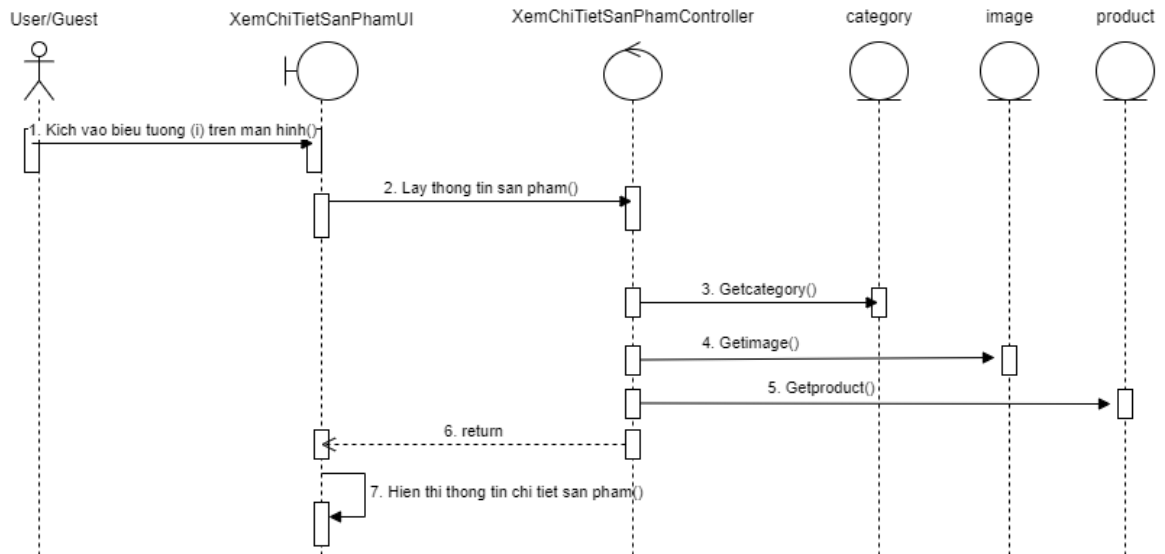 User/Guest
XemChiTietSanPhamUI
XemChiTietSanPhamController
category
image
product
1. Kich vao bieu tuong (i) tren man hinh()
2. Lay thong tin san pham()
3. Getcategory()
4. Getimage()
5. Getproduct()
6. return
7. Hien thi thong tin chi tiet san pham()